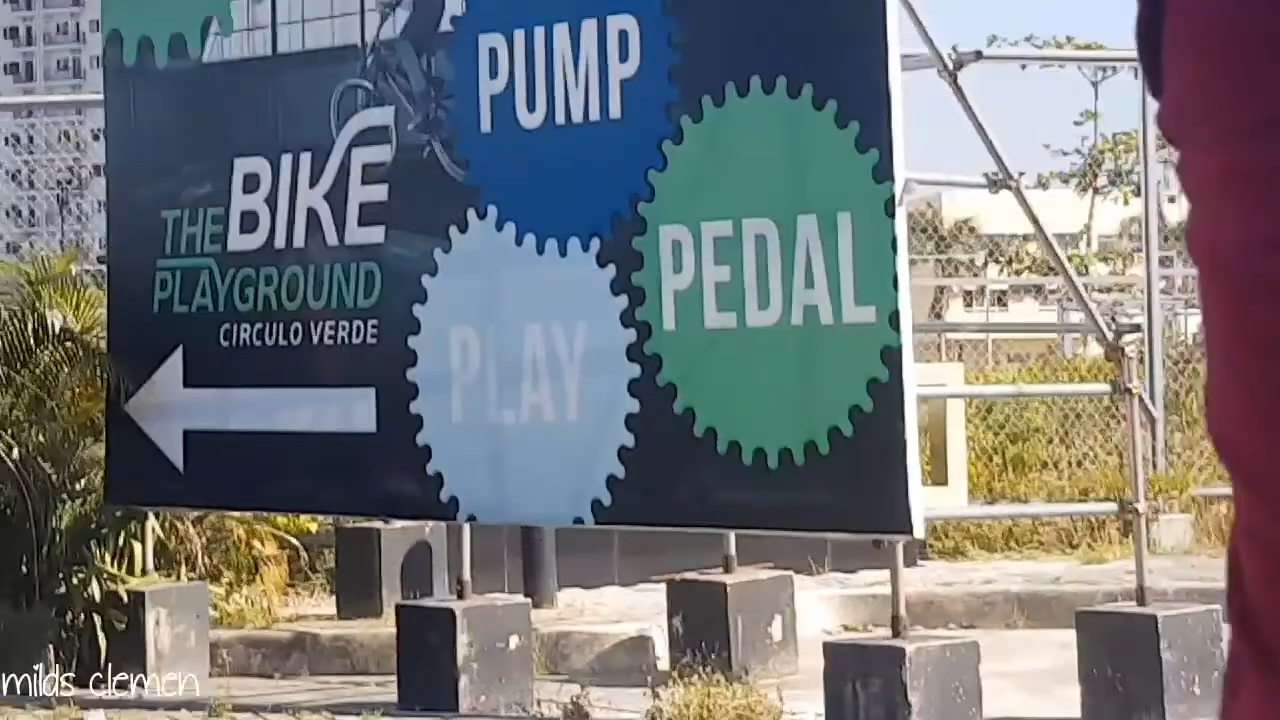 PUMP
PEDAL
PLAY
THE BIKE
PLAYGROUND
CIRCULO VERDE
milds clemen